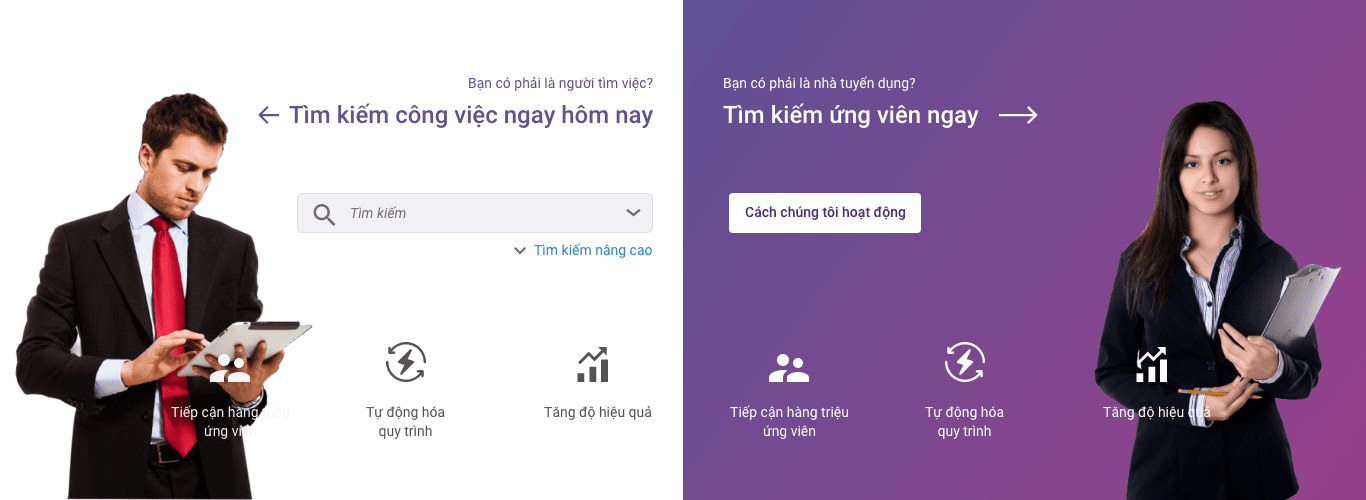 Bạn có phải là người tìm việc?
Tìm kiếm công việc ngay hôm nay
Tìm kiếm
Tìm kiếm nâng cao
Tiếp cận hàng triệu
ứng viên
Tự động hóa
quy trình
Tăng độ hiệu quả
Bạn có phải là nhà tuyển dụng?
Tìm kiếm ứng viên ngay
Cách chúng tôi hoạt động
Tiếp cận hàng triệu
ứng viên
Tự động hóa
quy trình
Tăng độ hiệu quả